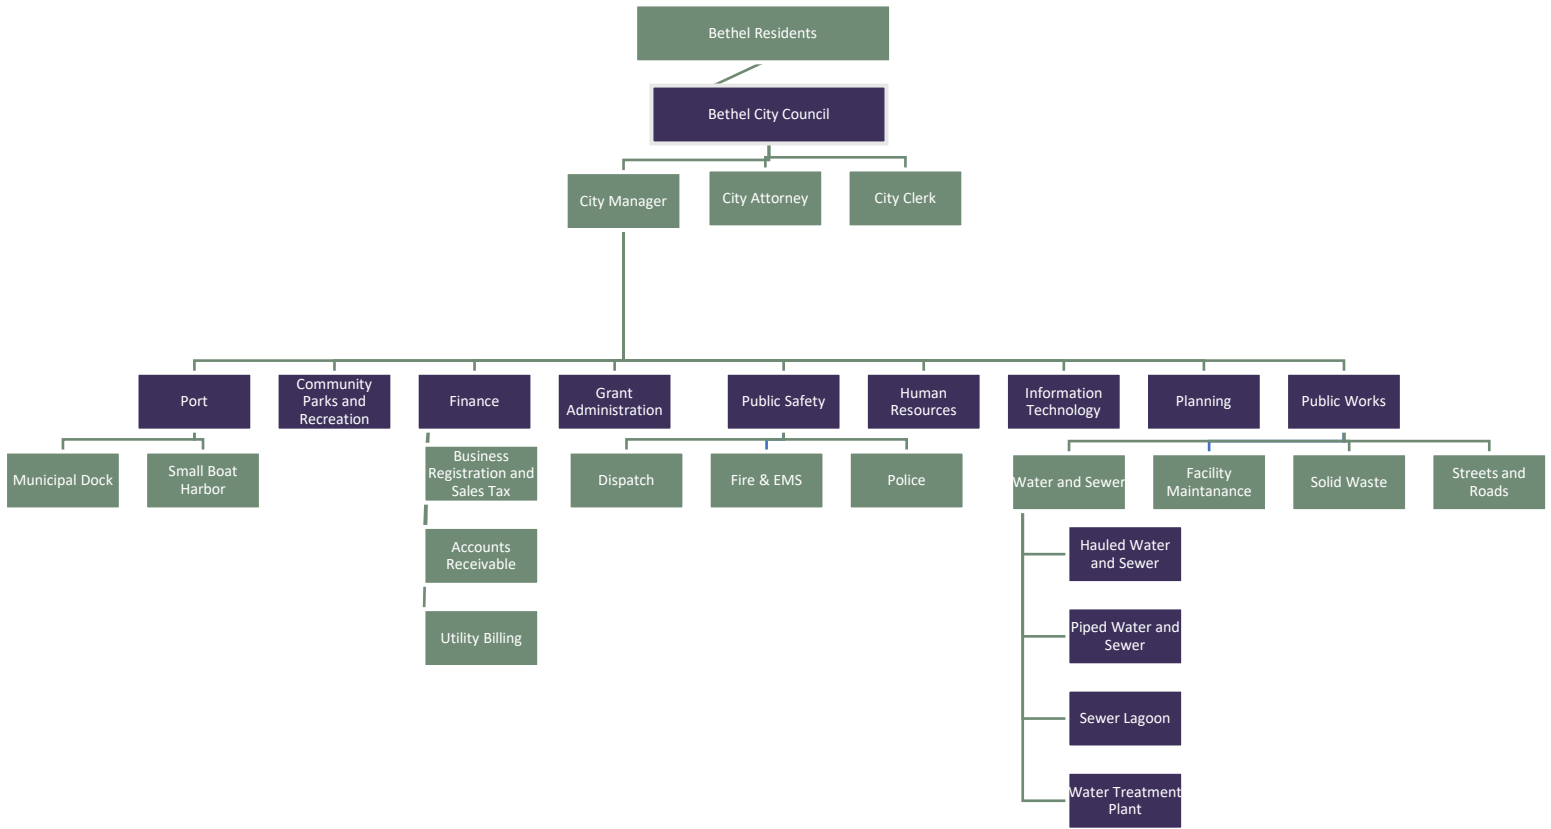 Bethel Residents
Bethel City Council
City Manager
City Attorney
City Clerk
Port
Community
Parks and
Recreation
Finance
Grant
Administration
Public Safety
Human
Resources
Information
Technology
Planning
Public Works
Municipal Dock
Small Boat
Harbor
Business
Registration and
Sales Tax
Accounts
Receivable
Utility Billing
Dispatch
Fire & EMS
Police
Water and Sewer
Facility
Maintanance
Solid Waste
Streets and
Roads
Hauled Water
and Sewer
Piped Water and
Sewer
Sewer Lagoon
Water Treatment
Plant